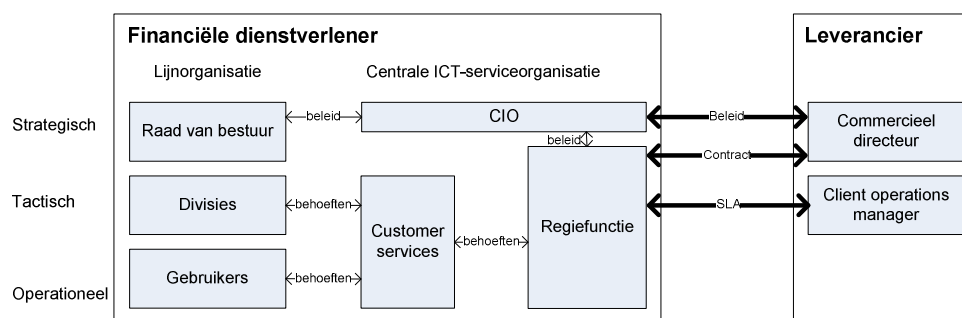 Financiële dienstverlener
Leverancier
Lijnorganisatie
Centrale ICT-serviceorganisatie
Strategisch
Raad van bestuur
beleid
CIO
Beleid
Commercieel
directeur
beleid
Contract
Tactisch
Divisies
behoeften
Customer
services
behoeften
Regiefunctie
SLA
Client operations
manager
Operationeel
Gebruikers
behoeften